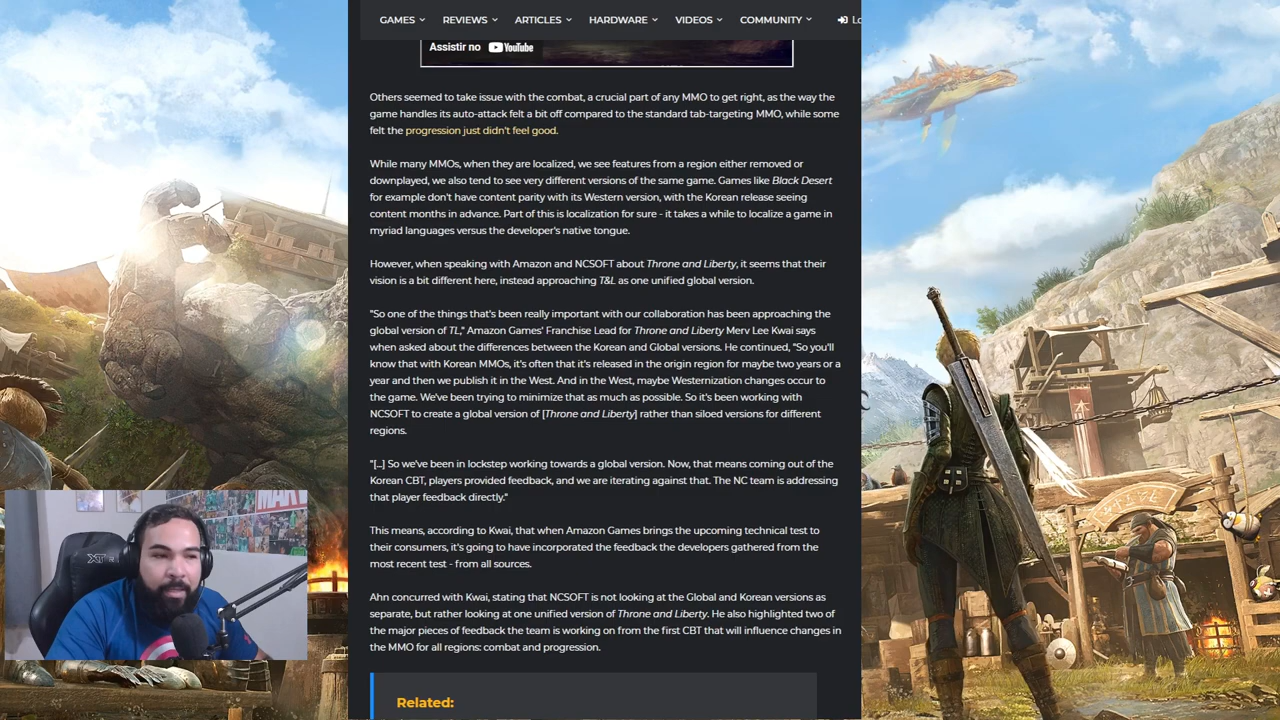 GAMES REVIEWS ARTICLES HARDWARE VIDEOS COMMUNITY
Assistir no YouTube
Others seemed to take issue with the combat, a crucial part of any MMO to get right, as the way the
game handles its auto-attack felt a bit off compared to the standard tab-targeting MMO, while some
felt the progression just didn't feel good.
While many MMOs, when they are localized, we see features from a region either removed or
downplayed, we also tend to see very different versions of the same game. Games like Black Desert
for example don't have content parity with its Western version, with the Korean release seeing
content months in advance. Part of this is localization for sure - it takes a while to localize a game in
myriad languages versus the developer's native tongue.
However, when speaking with Amazon and NCSOFT about Throne and Liberty, it seems that their
vision is a bit different here, instead approaching T&L as one unified global version.
"So one of the things that's been really important with our collaboration has been approaching the
global version of TL," Amazon Games' Franchise Lead for Throne and Liberty Merv Lee Kwai says
when asked about the differences between the Korean and Global versions. He continued, "So you'll
know that with Korean MMOs, it's often that it's released in the origin region for maybe two years or a
year and then we publish it in the West. And in the West, maybe Westernization changes occur to
the game. We've been trying to minimize that as much as possible. So it's been working with
NCSOFT to create a global version of [Throne and Liberty] rather than siloed versions for different
regions.
"[...] So we've been in lockstep working towards a global version. Now, that means coming out of the
Korean CBT, players provided feedback, and we are iterating against that. The NC team is addressing
that player feedback directly."
This means, according to Kwai, that when Amazon Games brings the upcoming technical test to
their consumers, it's going to have incorporated the feedback the developers gathered from the
most recent test - from all sources.
Ahn concurred with Kwai, stating that NCSOFT is not looking at the Global and Korean versions as
separate, but rather looking at one unified version of Throne and Liberty. He also highlighted two of
the major pieces of feedback the team is working on from the first CBT that will influence changes in
the MMO for all regions: combat and progression.
Related: